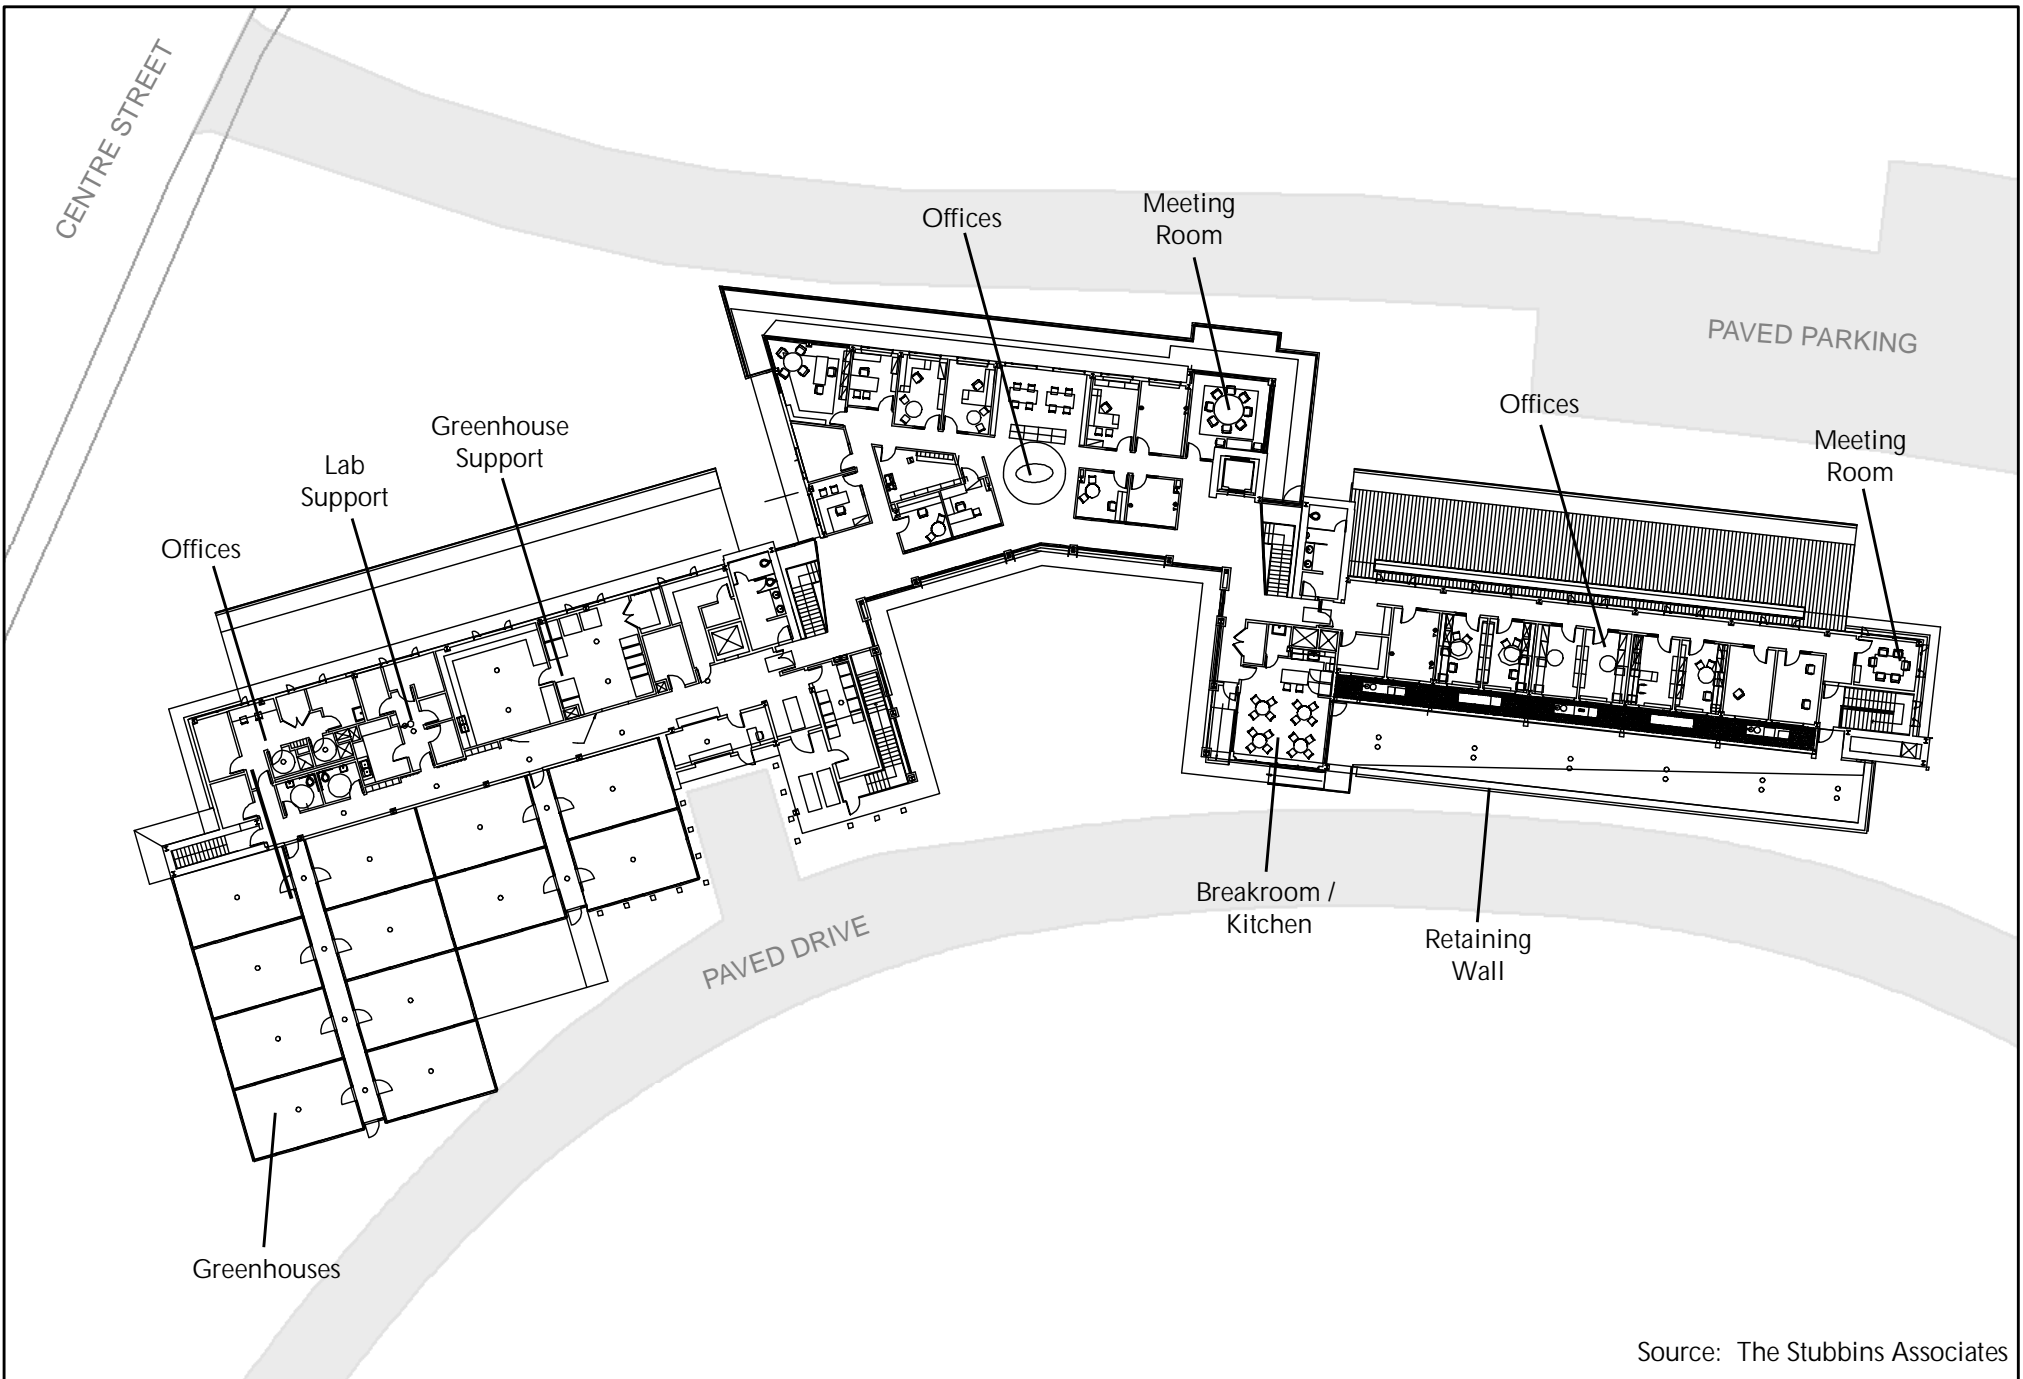 CENTRE STREET
Offices
Meeting
Room
PAVED PARKING
Offices
Meeting
Room
Greenhouse
Support
Lab
Support
Offices
Breakroom /
Kitchen
Retaining
Wall
PAVED DRIVE
Greenhouses
Source: The Stubbins Associates